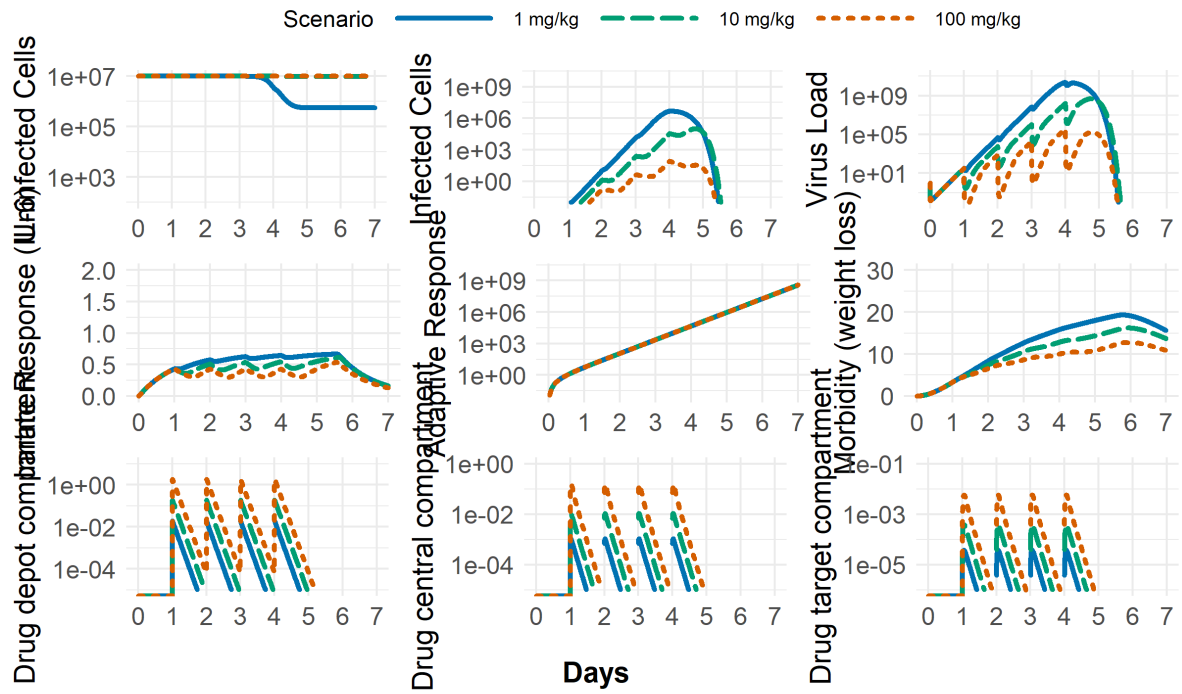 Scenario 1 mg/kg 10 mg/kg 100 mg/kg
Uninfected Cells
1e+07
1e+05
1e+03
0 1 2 3 4 5 6 7
Infected Cells
1e+09
1e+06
1e+03
1e+00
0 1 2 3 4 5 6 7
Virus Load
1e+09
1e+05
1e+01
0 1 2 3 4 5 6 7
Innate Response
2.0
1.5
1.0
0.5
0.0
0 1 2 3 4 5 6 7
Adaptive Response
1e+09
1e+06
1e+03
1e+00
0 1 2 3 4 5 6 7
Morbidity (weight loss)
30
20
10
0
0 1 2 3 4 5 6 7
Drug depot compartment
1e+00
1e-02
1e-04
0 1 2 3 4 5 6 7
Drug central compartment
1e+00
1e-02
1e-04
0 1 2 3 4 5 6 7
Drug target compartment
1e-01
1e-03
1e-05
0 1 2 3 4 5 6 7
Days